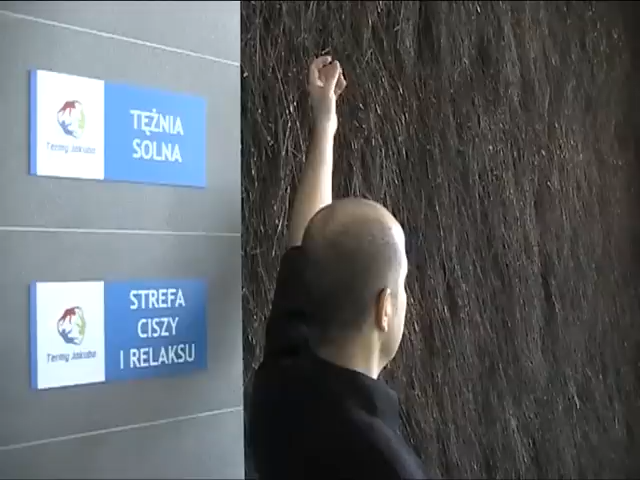 TĘŻNIA
SOLNA
Termy Jakuba
STREFA
CISZY
I RELAKSU
Termy Jakuba